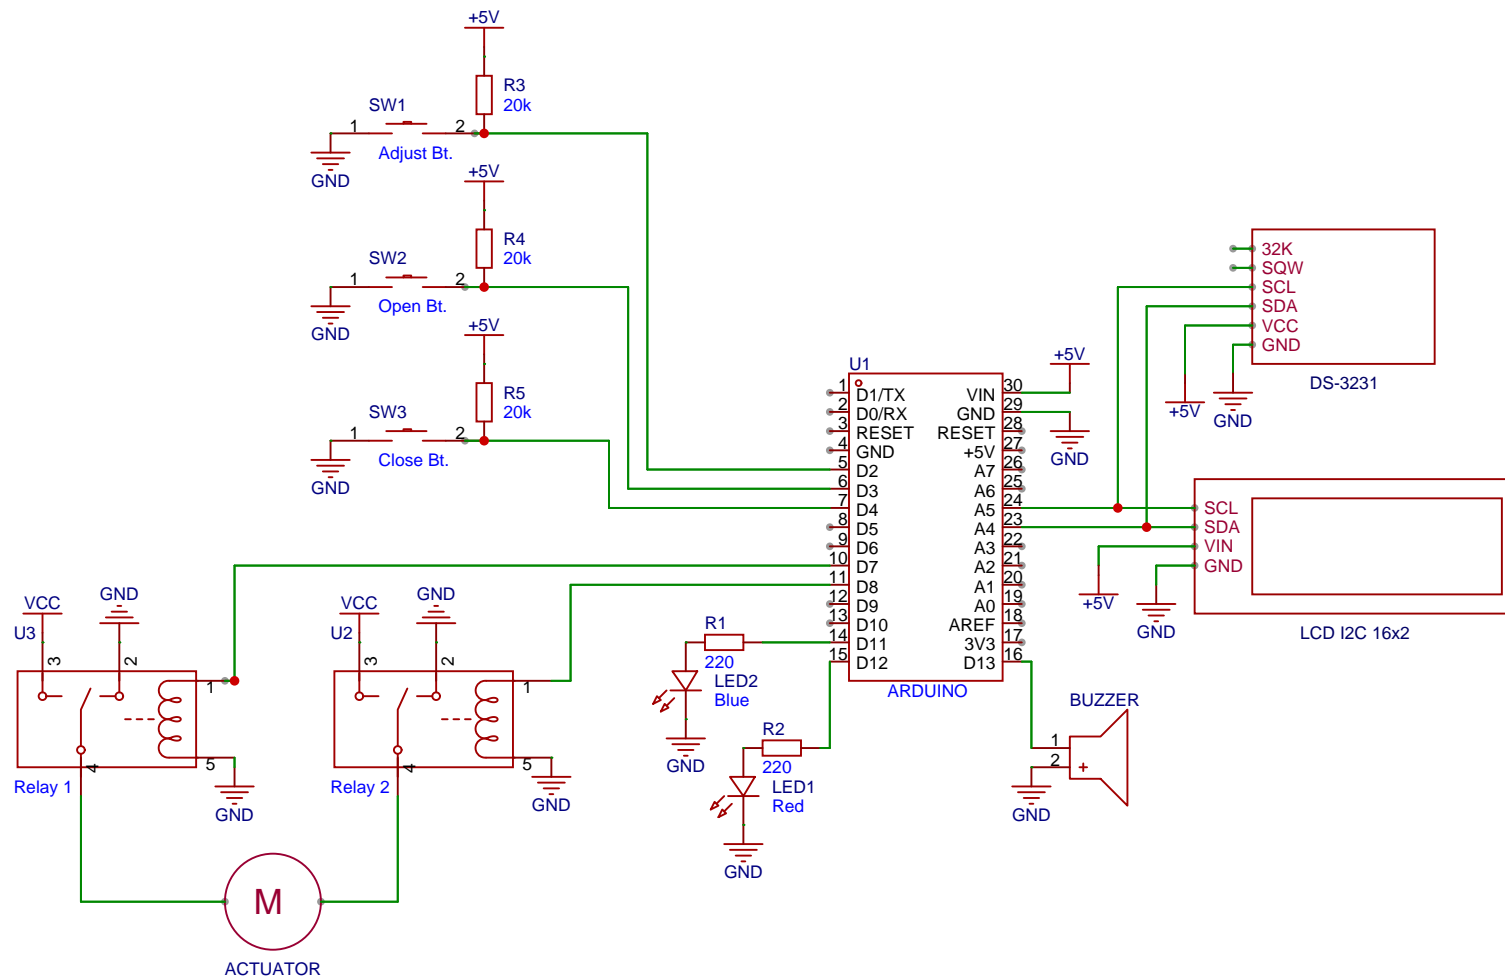 +5V
R3
20k
SW1
1
2
Adjust Bt.
GND
+5V
R4
20k
SW2
1
2
Open Bt.
GND
+5V
R5
20k
SW3
1
2
Close Bt.
GND
U1
1 D1/TX
2 D0/RX
3 RESET
4 GND
5 D2
6 D3
7 D4
8 D5
9 D6
10 D7
11 D8
12 D9
13 D10
14 D11
15 D12
VIN 30
GND 29
RESET 28
+5V 27
A7 26
A6 25
A5 24
A4 23
A3 22
A2 21
A1 20
A0 19
AREF 18
3V3 17
D13 16
ARDUINO
+5V
GND
32K
SQW
SCL
SDA
VCC
GND
DS-3231
+5V
GND
SCL
SDA
VIN
GND
LCD I2C 16x2
+5V
GND
VCC
GND
U3
3
2
1
4
5
Relay 1
GND
VCC
GND
U2
3
2
1
4
5
Relay 2
GND
R1
220
LED2
Blue
GND
R2
220
LED1
Red
GND
BUZZER
1
2
+
GND
M
ACTUATOR